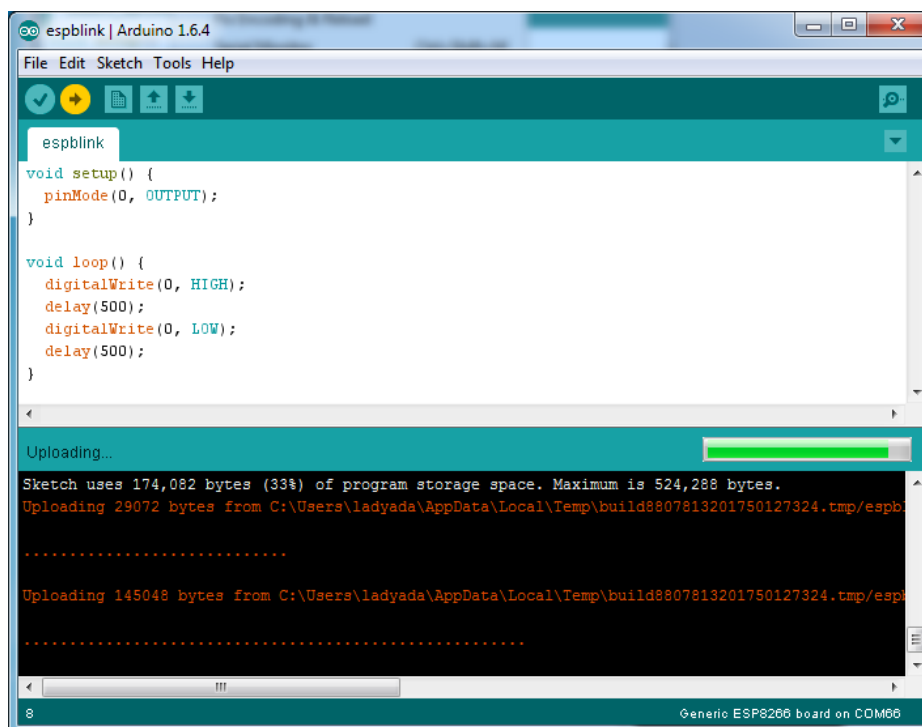 espblink | Arduino 1.6.4
File Edit Sketch Tools Help
espblink
void setup() {
  pinMode(0, OUTPUT);
}
void loop() {
  digitalWrite(0, HIGH);
  delay(500);
  digitalWrite(0, LOW);
  delay(500);
}
Uploading...
Sketch uses 174,082 bytes (33%) of program storage space. Maximum is 524,288 bytes.
Uploading 29072 bytes from C:\Users\ladyada\AppData\Local\Temp\build8807813201750127324.tmp/espbl
............................
Uploading 145048 bytes from C:\Users\ladyada\AppData\Local\Temp\build8807813201750127324.tmp/espb
.......................................................
8 Generic ESP8266 board on COM66